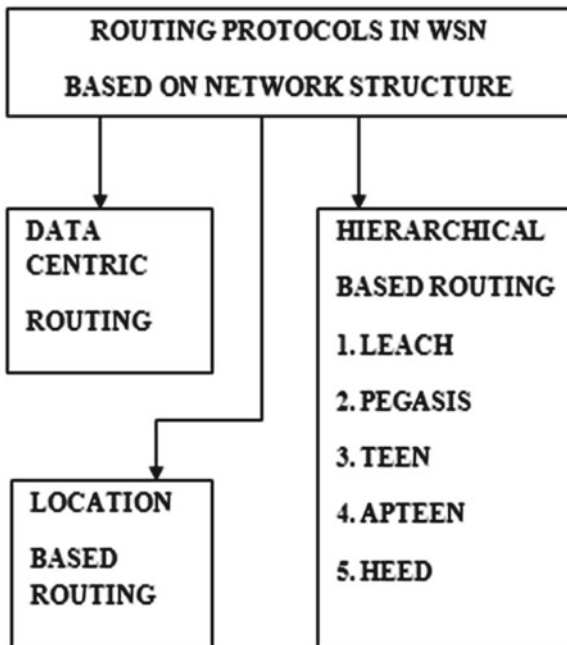 ROUTING PROTOCOLS IN WSN
BASED ON NETWORK STRUCTURE
DATA
CENTRIC
ROUTING
LOCATION
BASED
ROUTING
HIERARCHICAL
BASED ROUTING
1. LEACH
2. PEGASIS
3. TEEN
4. APTEEN
5. HEED